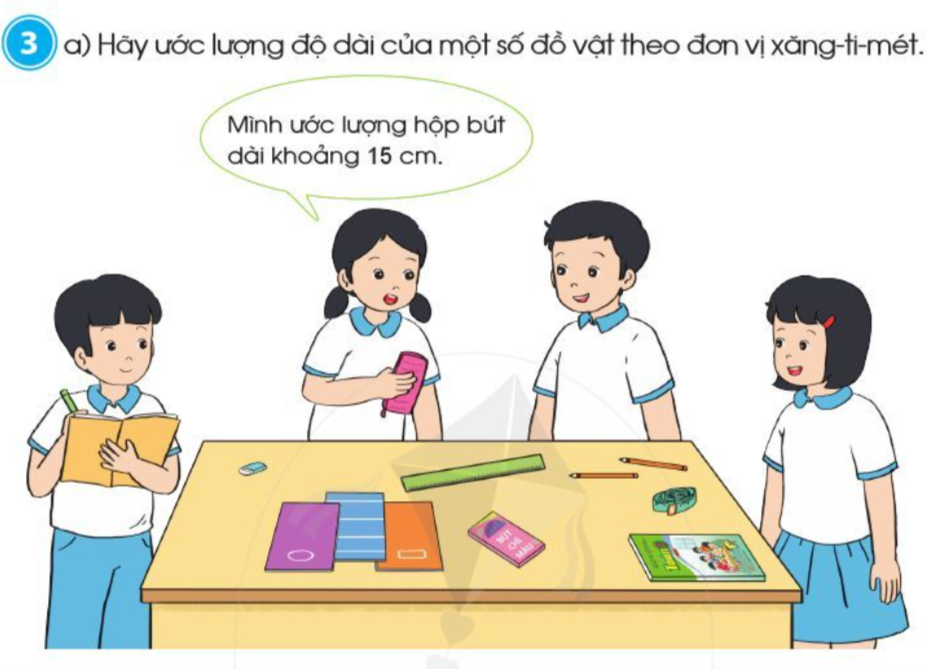 3 a) Hãy ước lượng độ dài của một số đồ vật theo đơn vị xăng-ti-mét.
Mình ước lượng hộp bút
dài khoảng 15 cm.
BÚT
CHÌ
MÀU